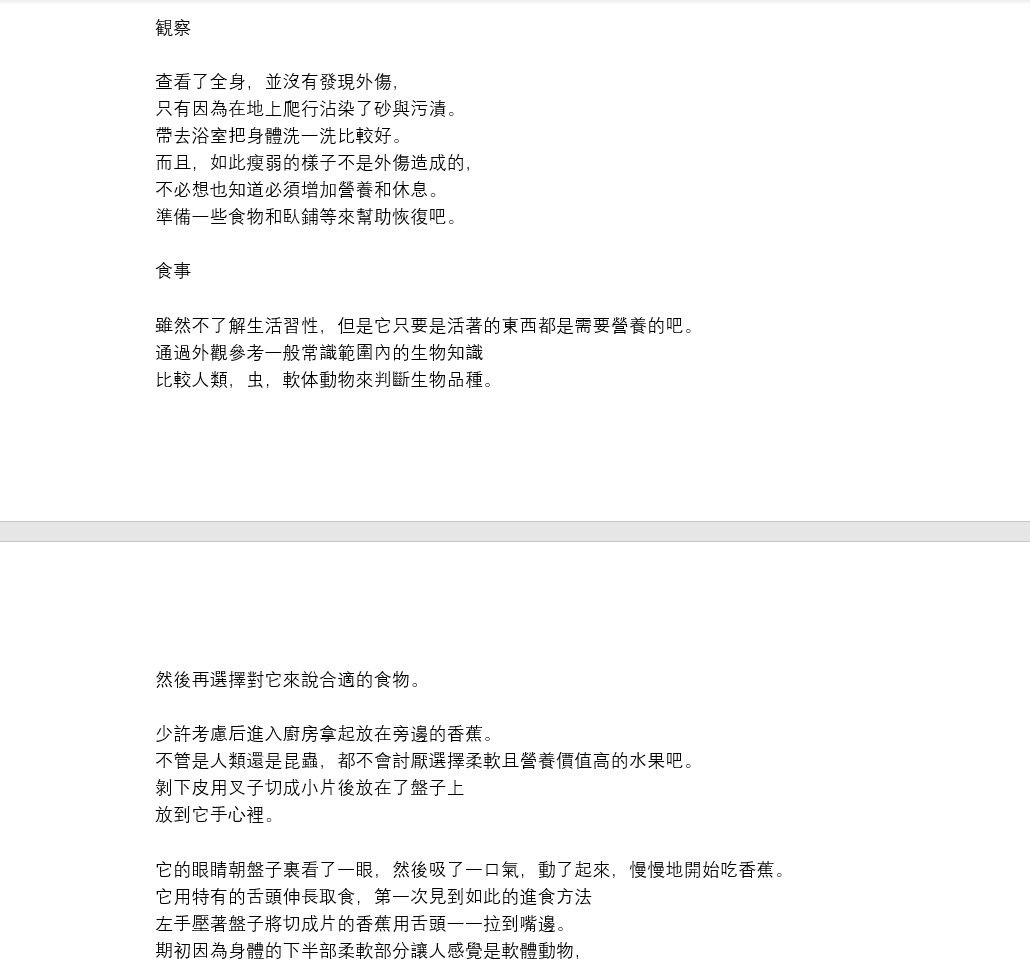 観察
查看了全身，並沒有發現外傷，
只有因為在地上爬行沾染了砂與污漬。
帶去浴室把身體洗一洗比較好。
而且，如此瘦弱的樣子不是外傷造成的，
不必想也知道必須增加營養和休息。
準備一些食物和臥鋪等來幫助恢復吧。
食事
雖然不了解生活習性，但是它只要是活著的東西都是需要營養的吧。
通過外觀參考一般常識範圍內的生物知識
比較人類，虫，軟体動物來判斷生物品種。
然後再選擇對它來說合適的食物。
少許考慮后進入廚房拿起放在旁邊的香蕉。
不管是人類還是昆蟲，都不會討厭選擇柔軟且營養價值高的水果吧。
剝下皮用叉子切成小片後放在了盤子上
放到它手心裡。
它的眼睛朝盤子裏看了一眼，然後吸了一口氣，動了起來，慢慢地開始吃香蕉。
它用特有的舌頭伸長取食，第一次見到如此的進食方法
左手壓著盤子將切成片的香蕉用舌頭一一拉到嘴邊。
期初因為身體的下半部柔軟部分讓人感覺是軟體動物，